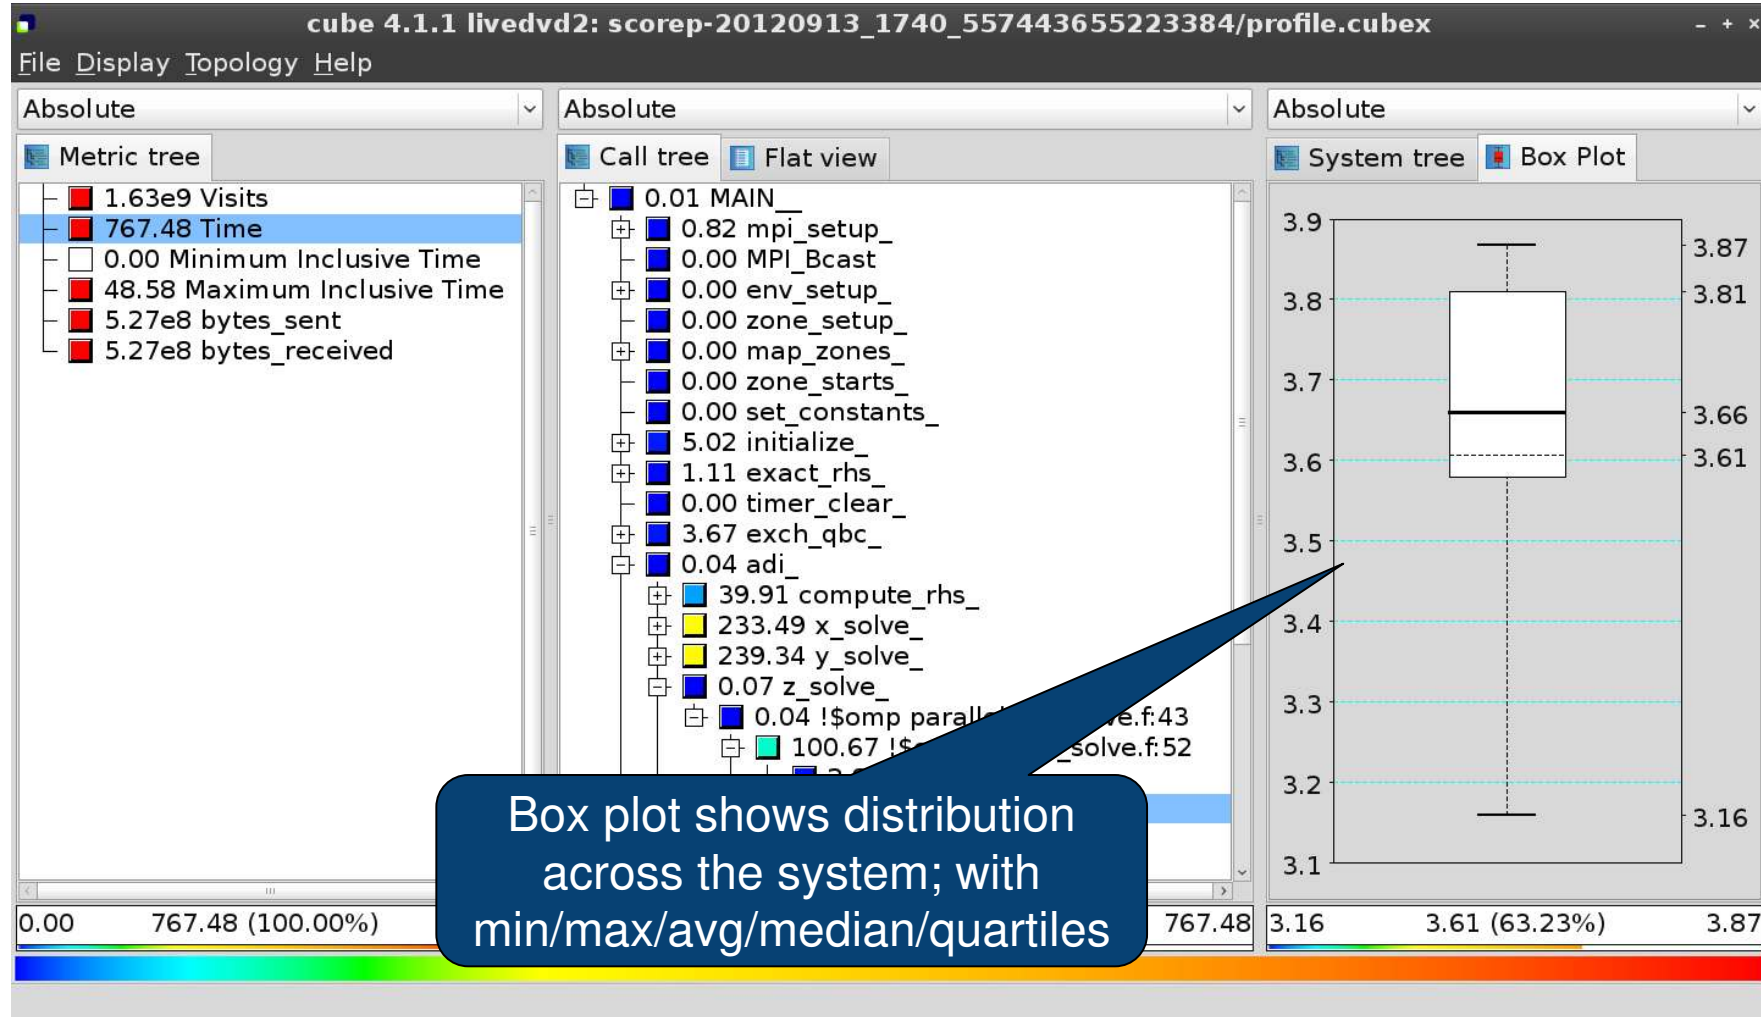 cube 4.1.1 livedvd2: scorep-20120913_1740_557443655223384/profile.cubex
File Display Topology Help
Absolute
Absolute
Absolute
Metric tree
Call tree
Flat view
System tree
Box Plot
1.63e9 Visits
767.48 Time
0.00 Minimum Inclusive Time
48.58 Maximum Inclusive Time
5.27e8 bytes_sent
5.27e8 bytes_received
0.01 MAIN__
0.82 mpi_setup_
0.00 MPI_Bcast
0.00 env_setup_
0.00 zone_setup_
0.00 map_zones_
0.00 zone_starts_
0.00 set_constants_
5.02 initialize_
1.11 exact_rhs_
0.00 timer_clear_
3.67 exch_qbc_
0.04 adi_
39.91 compute_rhs_
233.49 x_solve_
239.34 y_solve_
0.07 z_solve_
0.04 !$omp parallel ve.f:43
100.67 !$ _solve.f:52
3.9
3.8
3.7
3.6
3.5
3.4
3.3
3.2
3.1
3.87
3.81
3.66
3.61
3.16
Box plot shows distribution
across the system; with
min/max/avg/median/quartiles
0.00 767.48 (100.00%)
767.48
3.16 3.61 (63.23%) 3.87